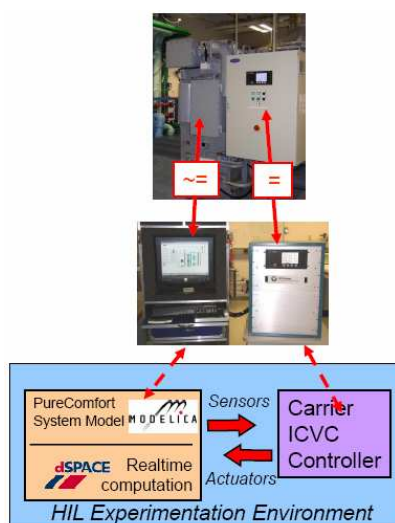 ~=
=
PureComfort
System Model MODELICA
dSPACE Realtime
computation
Sensors
Actuators
Carrier
ICVC
Controller
HIL Experimentation Environment